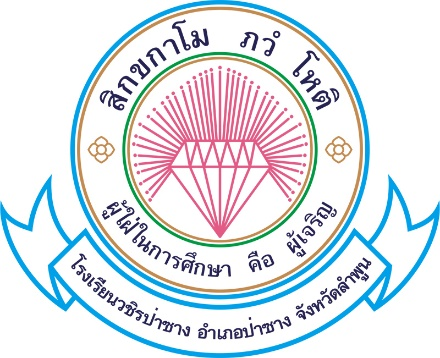 สิกขกาโม ภวํ โหติ
ผู้ใฝ่ในการศึกษา คือ ผู้เจริญ
โรงเรียนวชิรป่าซาง อำเภอป่าซาง จังหวัดลำพูน